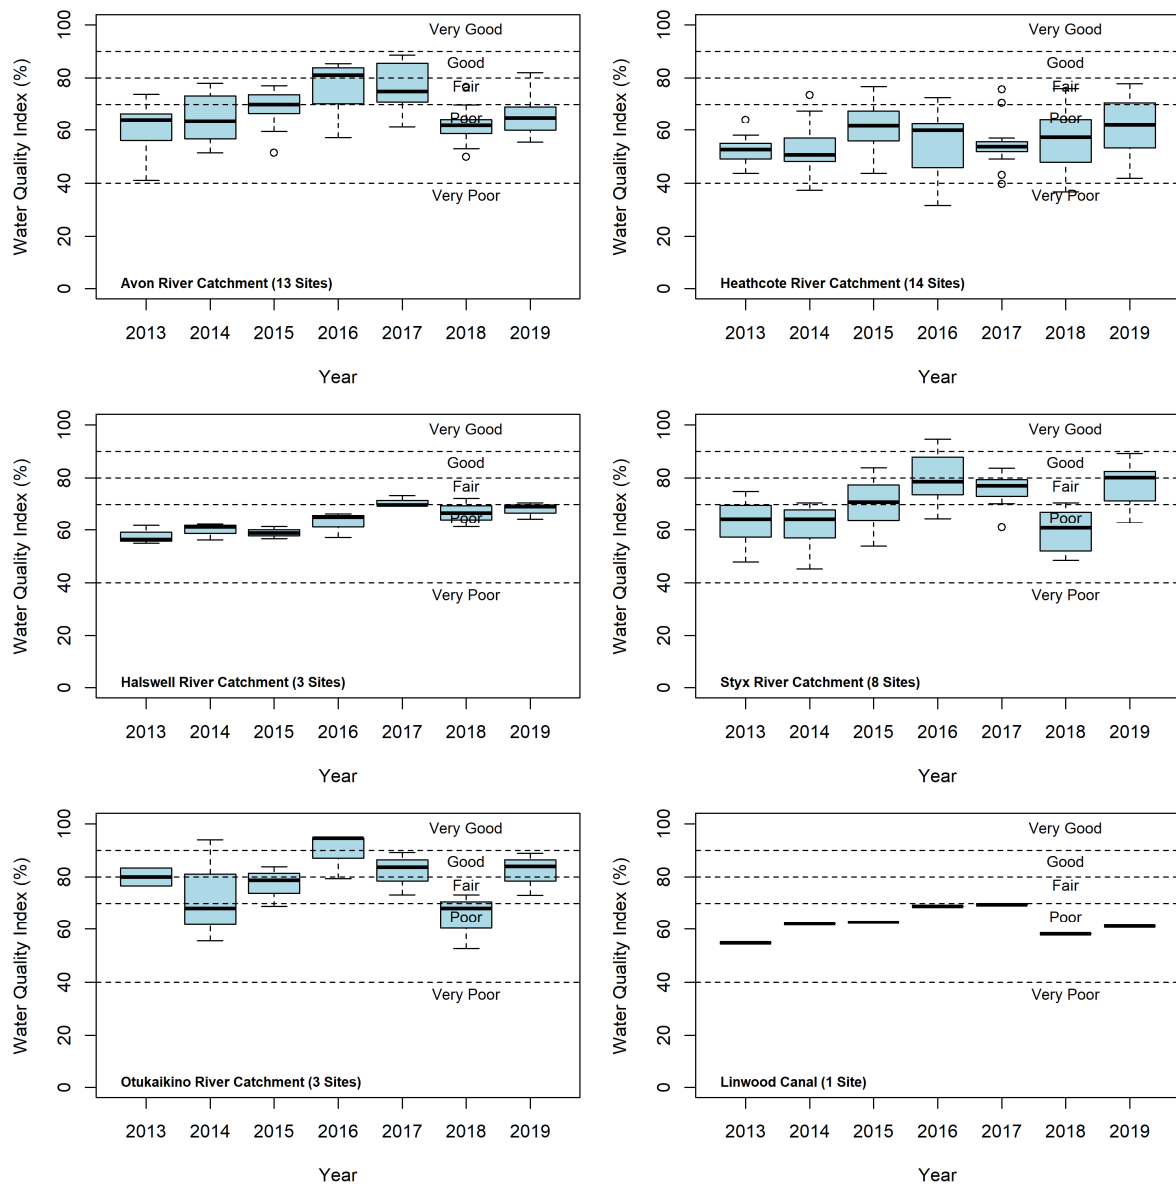 Water Quality Index (%)
100
80
60
40
20
0
Very Good
Good
Fair
Poor
Very Poor
Avon River Catchment (13 Sites)
2013 2014 2015 2016 2017 2018 2019
Year
Water Quality Index (%)
100
80
60
40
20
0
Very Good
Good
Fair
Poor
Very Poor
Heathcote River Catchment (14 Sites)
2013 2014 2015 2016 2017 2018 2019
Year
Water Quality Index (%)
100
80
60
40
20
0
Very Good
Good
Fair
Poor
Very Poor
Halswell River Catchment (3 Sites)
2013 2014 2015 2016 2017 2018 2019
Year
Water Quality Index (%)
100
80
60
40
20
0
Very Good
Good
Fair
Poor
Very Poor
Styx River Catchment (8 Sites)
2013 2014 2015 2016 2017 2018 2019
Year
Water Quality Index (%)
100
80
60
40
20
0
Very Good
Good
Fair
Poor
Very Poor
Otukaikino River Catchment (3 Sites)
2013 2014 2015 2016 2017 2018 2019
Year
Water Quality Index (%)
100
80
60
40
20
0
Very Good
Good
Fair
Poor
Very Poor
Linwood Canal (1 Site)
2013 2014 2015 2016 2017 2018 2019
Year